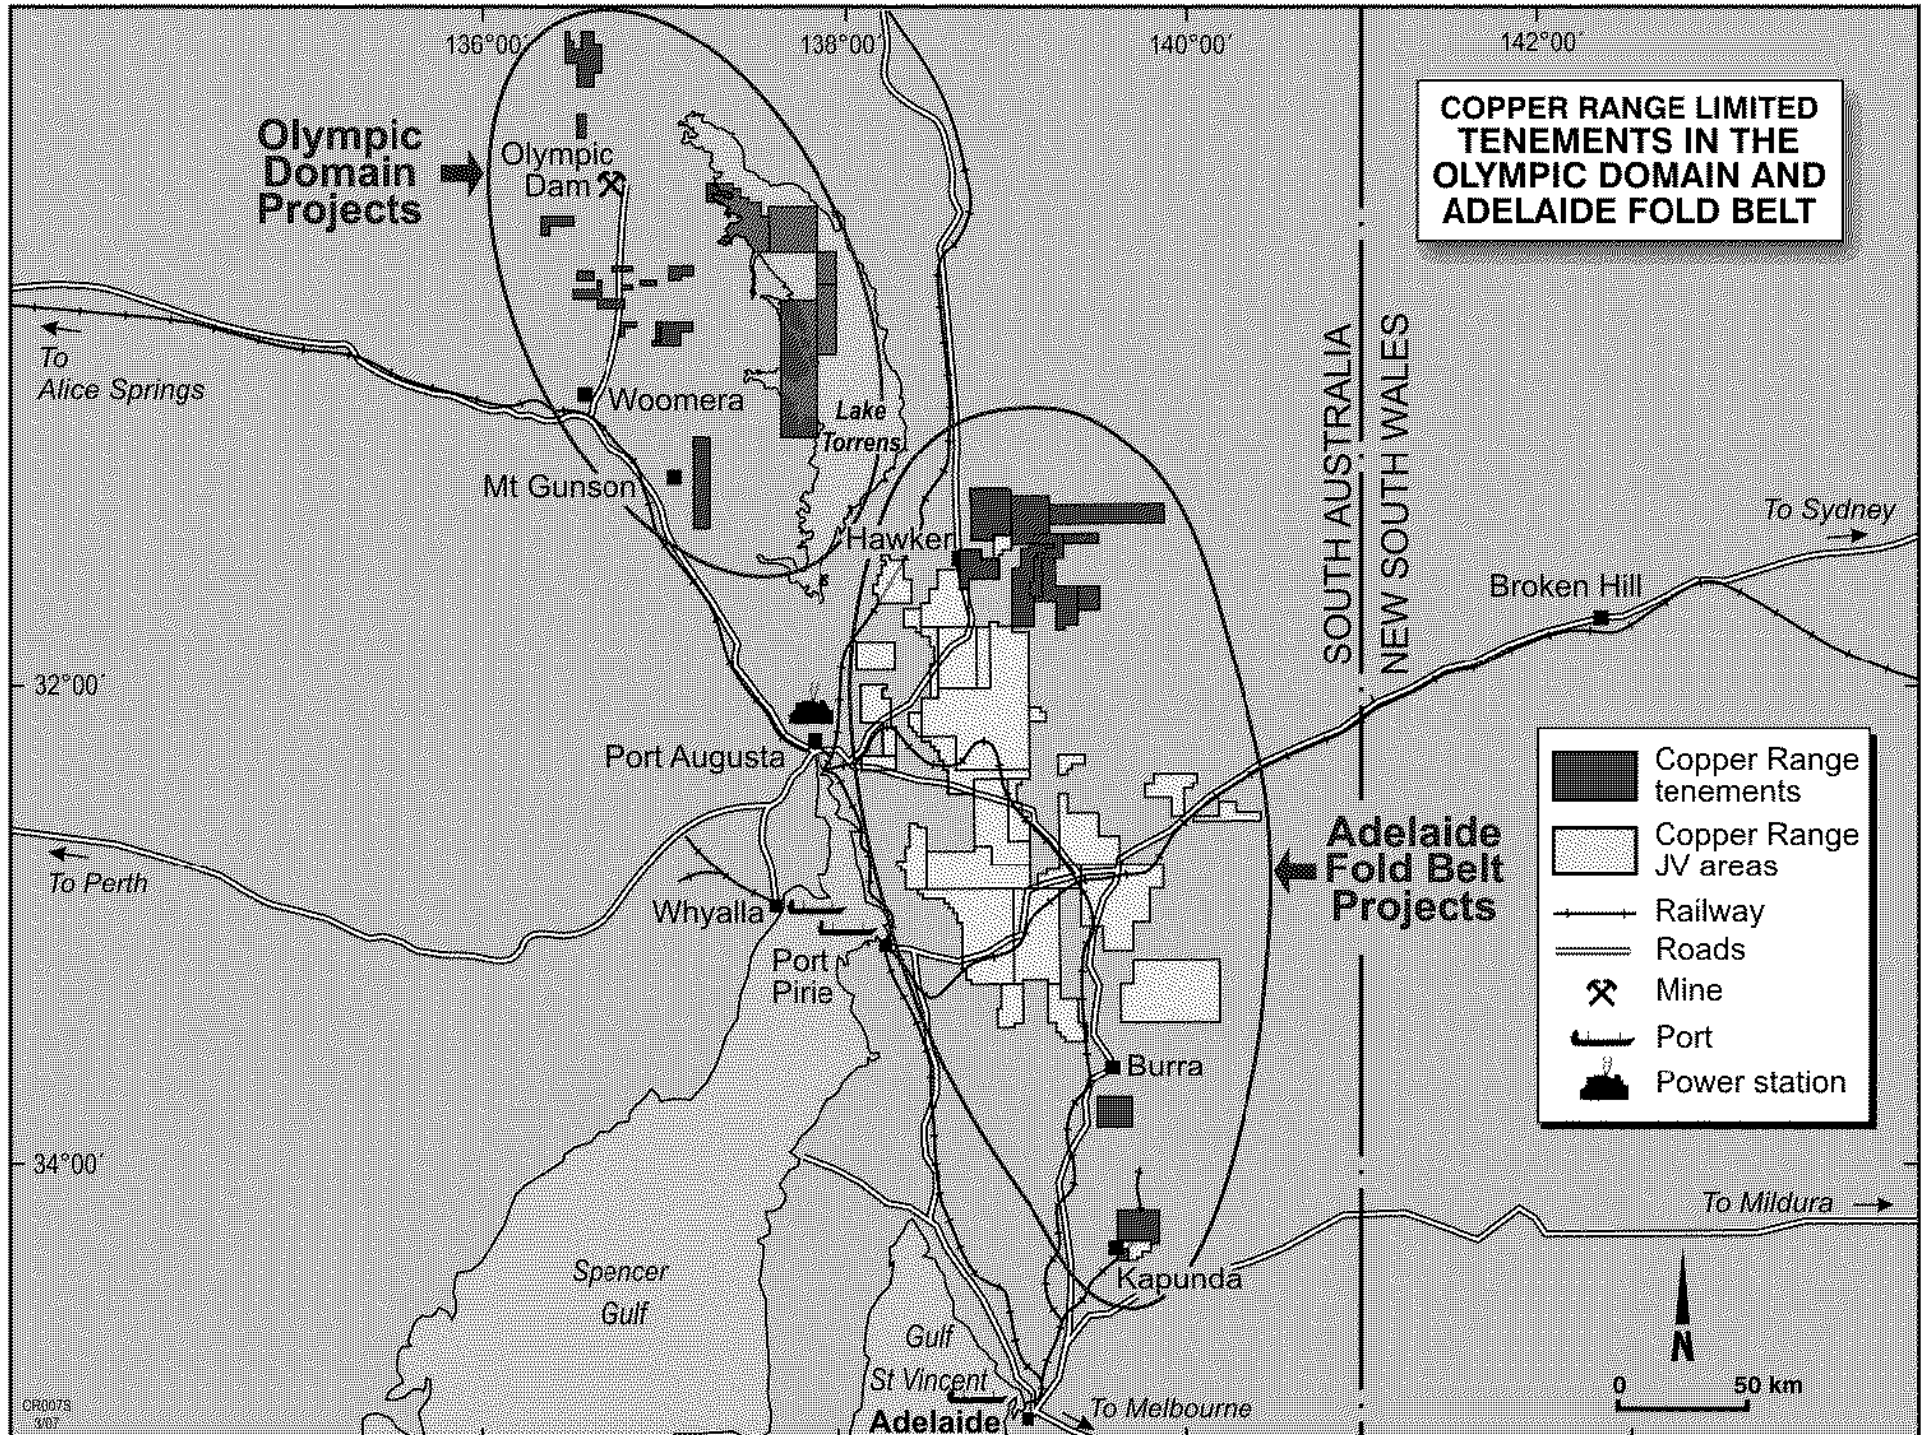 136°00´
138°00´
140°00´
142°00´
COPPER RANGE LIMITED
TENEMENTS IN THE
OLYMPIC DOMAIN AND
ADELAIDE FOLD BELT
Olympic
Domain
Projects
Olympic
Dam
To
Alice Springs
Woomera
Lake
Torrens
Mt Gunson
Hawker
SOUTH AUSTRALIA
NEW SOUTH WALES
To Sydney
Broken Hill
32°00´
Port Augusta
To Perth
Whyalla
Port
Pirie
Adelaide
Fold Belt
Projects
Copper Range
tenements
Copper Range
JV areas
Railway
Roads
Mine
Port
Power station
Burra
34°00´
To Mildura
Kapunda
Spencer
Gulf
Gulf
St Vincent
Adelaide
To Melbourne
N
0 50 km
CR007S
3/07